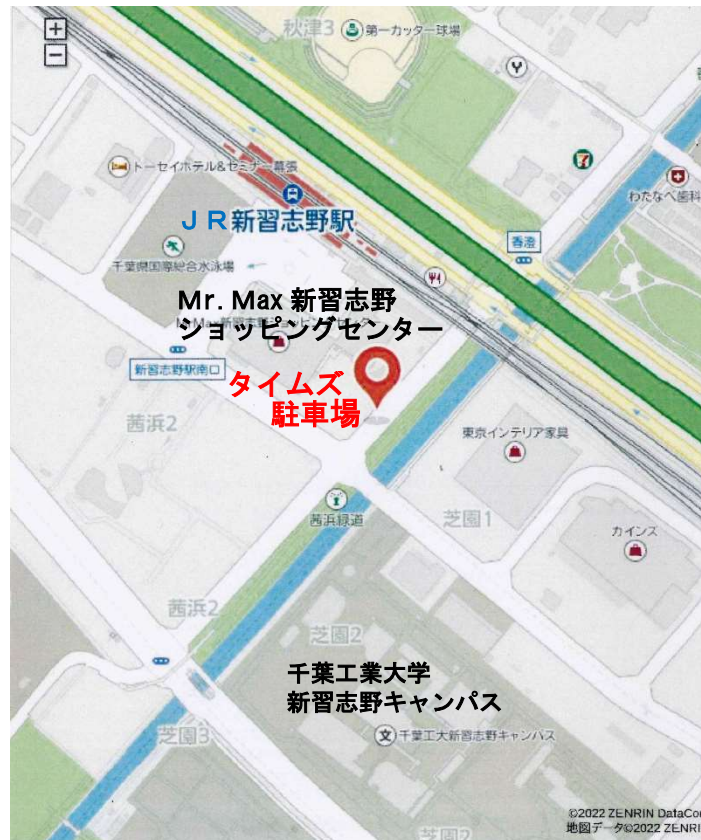 +
−
秋津3
第一カッター球場
トーセイホテル&セミナー幕張
わたなべ歯科
JR新習志野駅
香澄
千葉県国際総合水泳場
Mr. Max 新習志野
ショッピングセンター
新習志野駅南口
タイムズ
駐車場
茜浜2
東京インテリア家具
茜浜緑道
芝園1
カインズ
茜浜2
芝園2
千葉工業大学
新習志野キャンパス
芝園3
文
千葉工大新習志野キャンパス
©2022 ZENRIN DataCo
地図データ©2022 ZENRI
芝園2